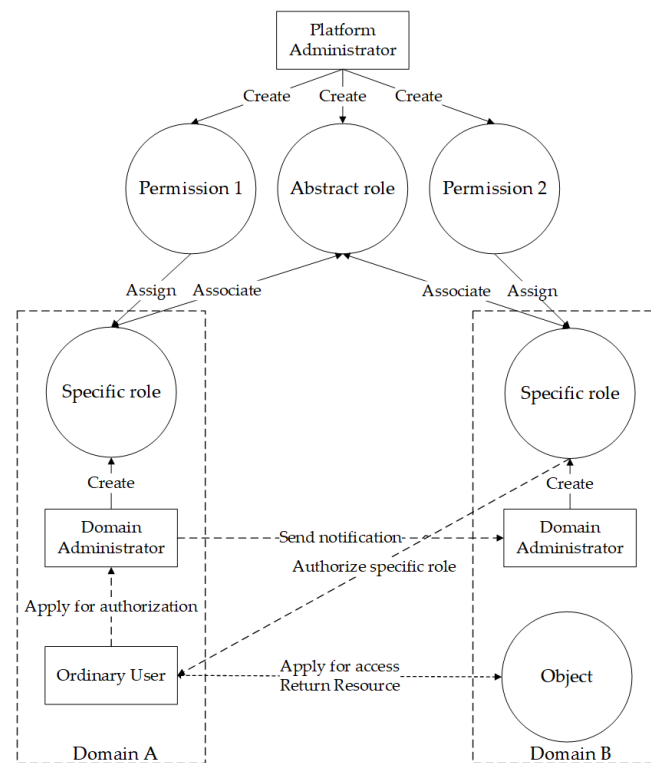 Platform
Administrator
Create
Create
Create
Permission 1
Abstract role
Permission 2
Assign
Associate
Associate
Assign
Specific role
Specific role
Create
Create
Domain
Administrator
Send notification
Domain
Administrator
Authorize specific role
Apply for authorization
Ordinary User
Apply for access
Return Resource
Object
Domain A
Domain B